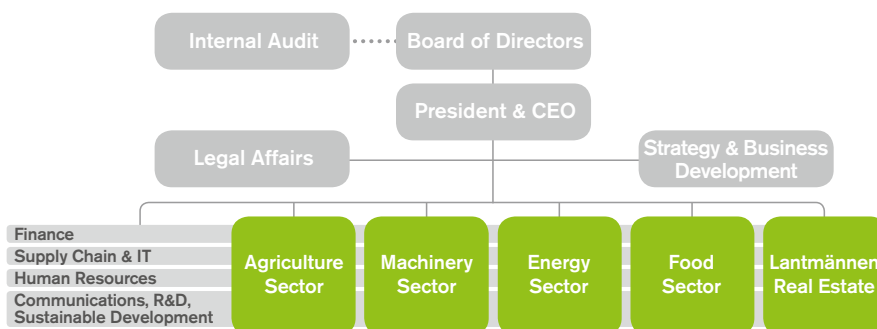 Internal Audit
Board of Directors
President & CEO
Legal Affairs
Strategy & Business
Development
Finance
Supply Chain & IT
Human Resources
Communications, R&D,
Sustainable Development
Agriculture
Sector
Machinery
Sector
Energy
Sector
Food
Sector
Lantmännen
Real Estate